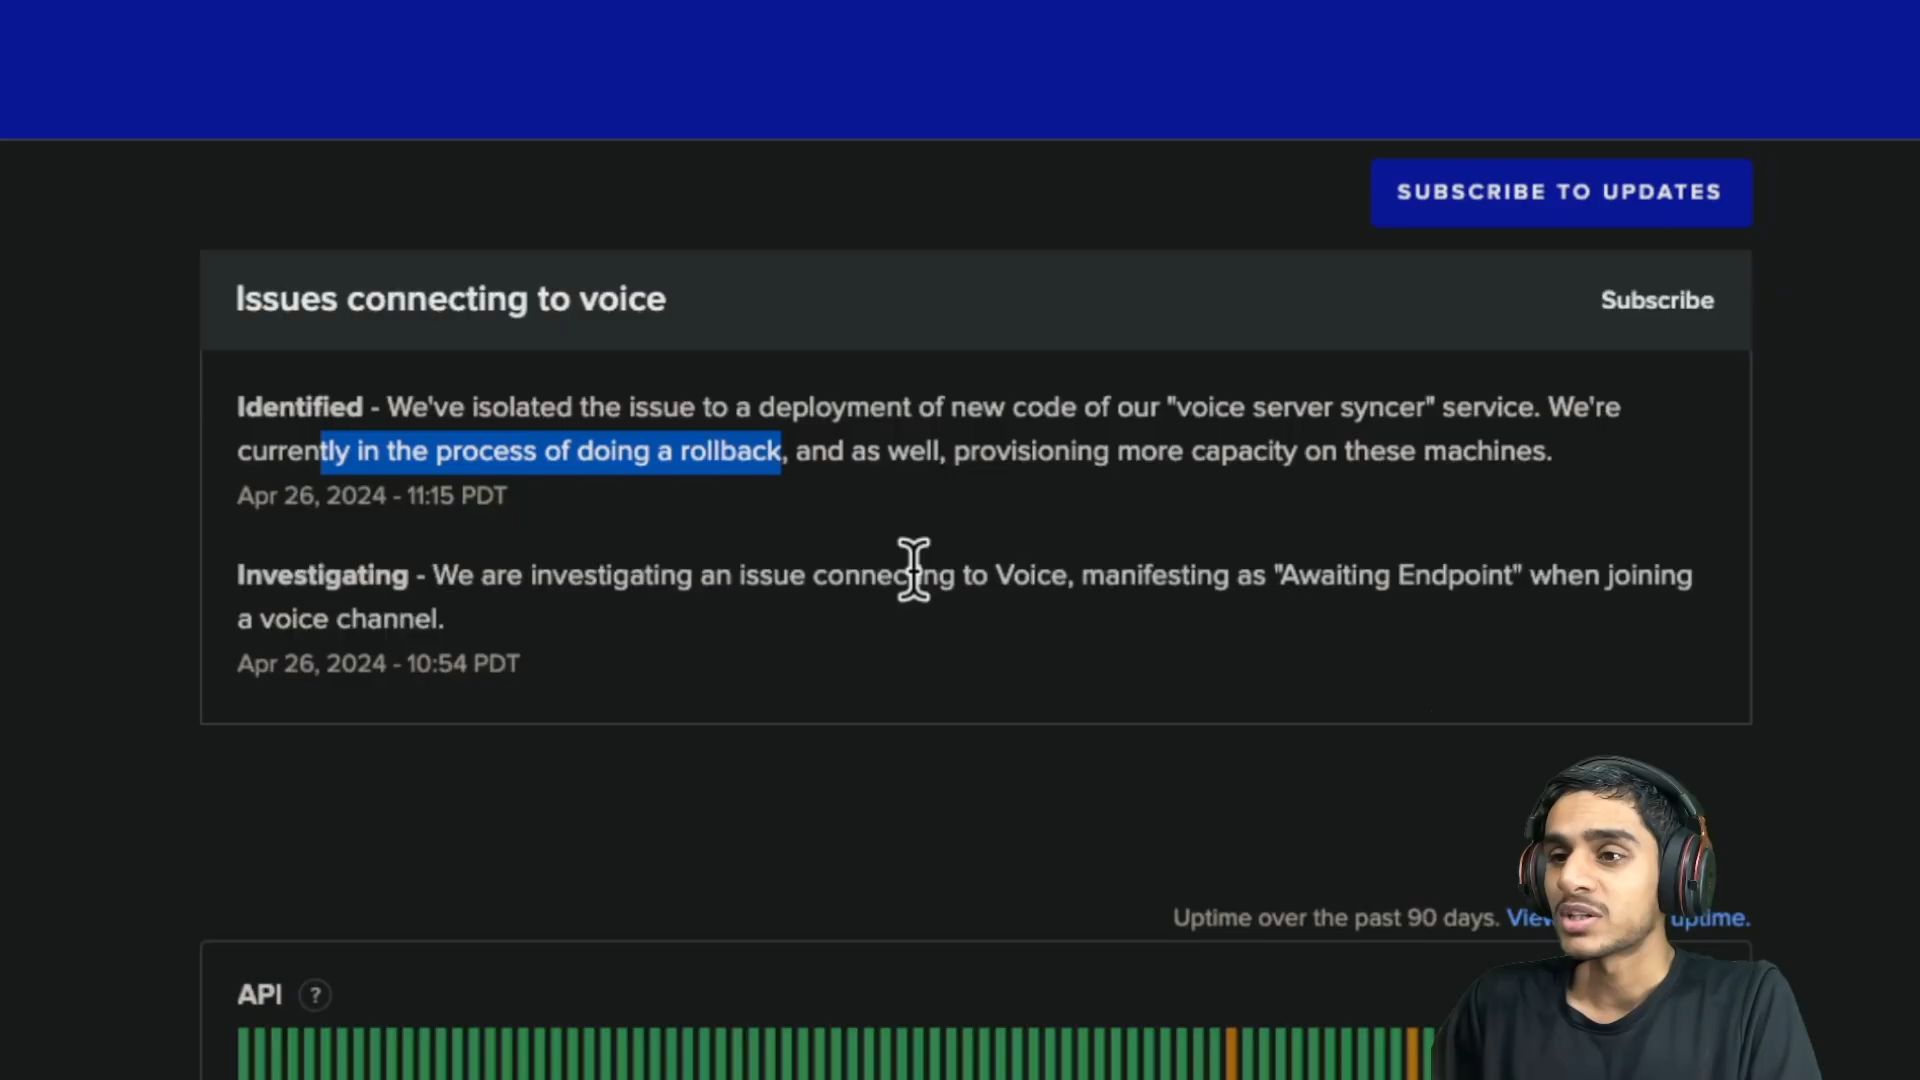 SUBSCRIBE TO UPDATES
Issues connecting to voice
Subscribe
Identified - We've isolated the issue to a deployment of new code of our "voice server syncer" service. We're
currently in the process of doing a rollback, and as well, provisioning more capacity on these machines.
Apr 26, 2024 - 11:15 PDT
Investigating - We are investigating an issue connecting to Voice, manifesting as "Awaiting Endpoint" when joining
a voice channel.
Apr 26, 2024 - 10:54 PDT
Uptime over the past 90 days. View uptime.
API ?